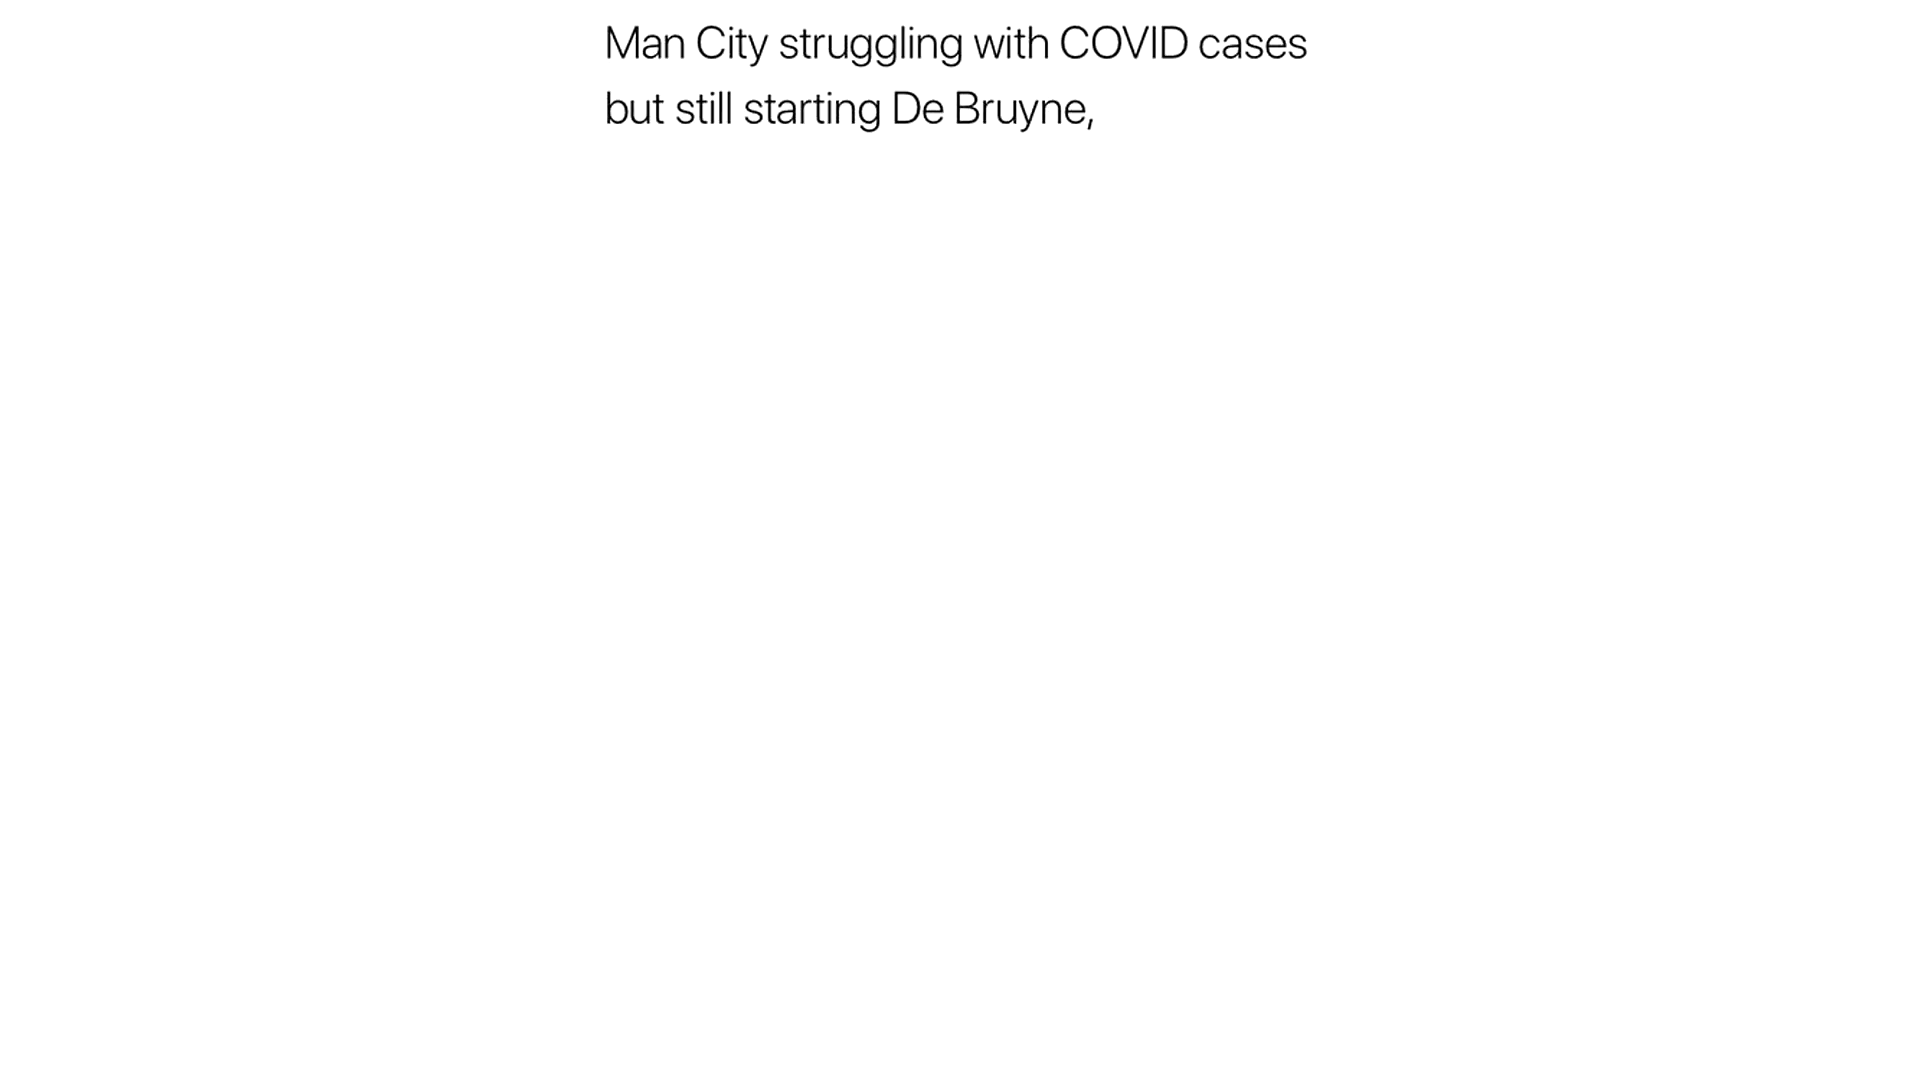 Man City struggling with COVID cases
but still starting De Bruyne,